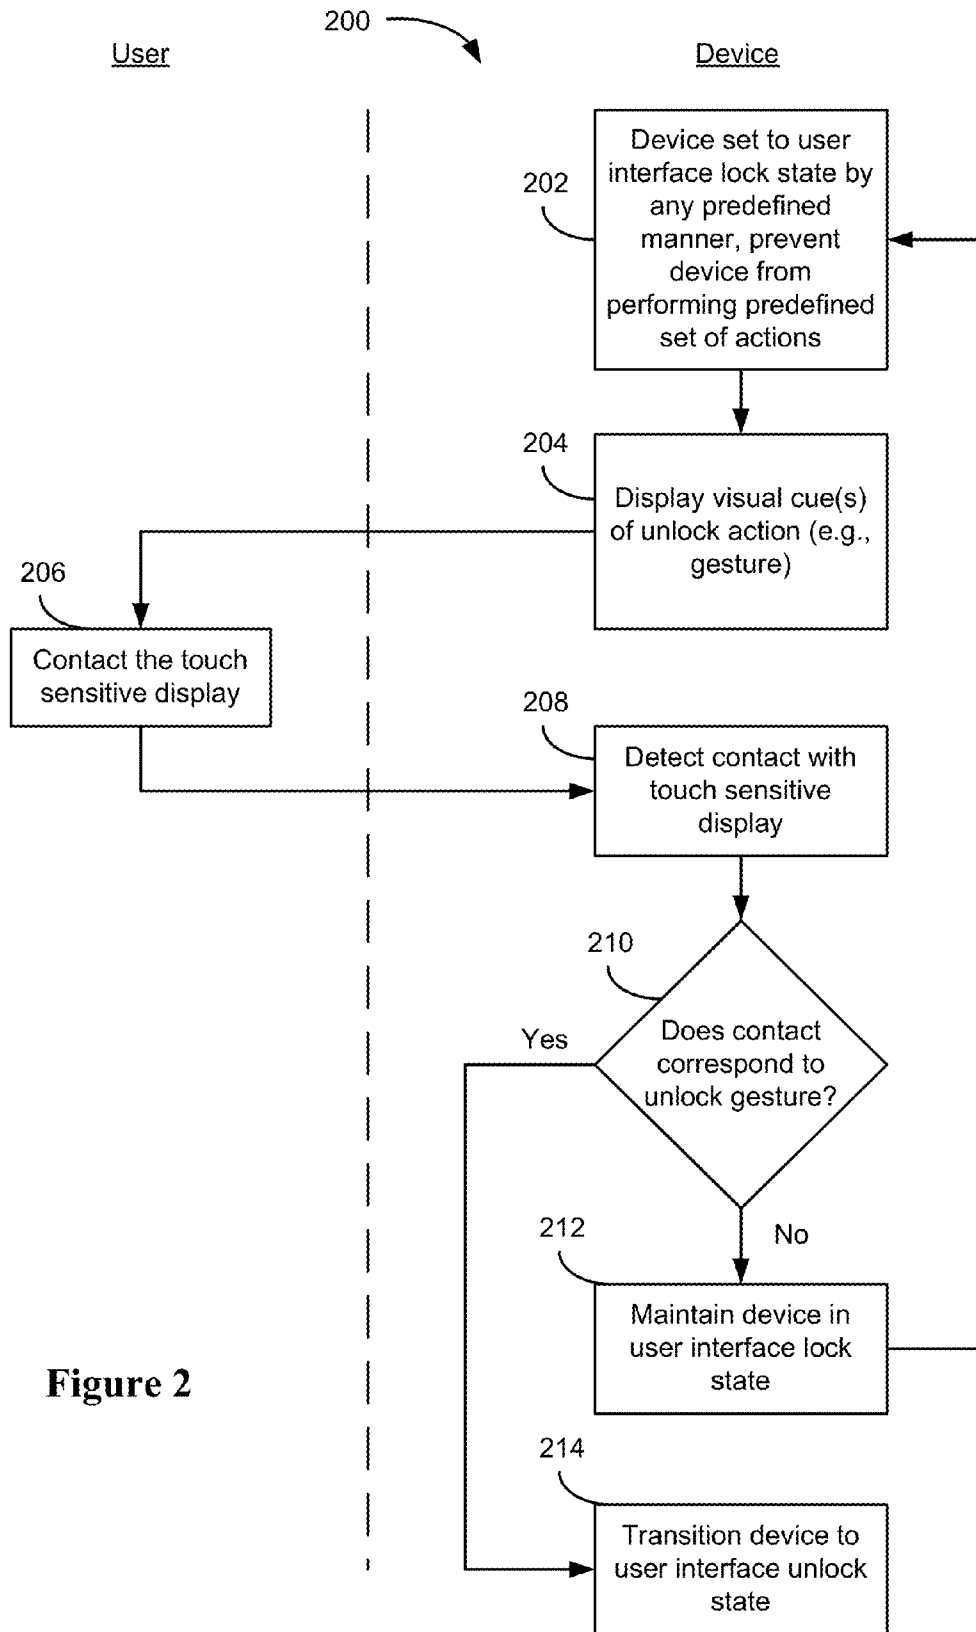 200
User
Device
202
Device set to user
interface lock state by
any predefined
manner, prevent
device from
performing predefined
set of actions
204
Display visual cue(s)
of unlock action (e.g.,
gesture)
206
Contact the touch
sensitive display
208
Detect contact with
touch sensitive
display
210
Does contact
correspond to
unlock gesture?
Yes
No
212
Maintain device in
user interface lock
state
Figure 2
214
Transition device to
user interface unlock
state